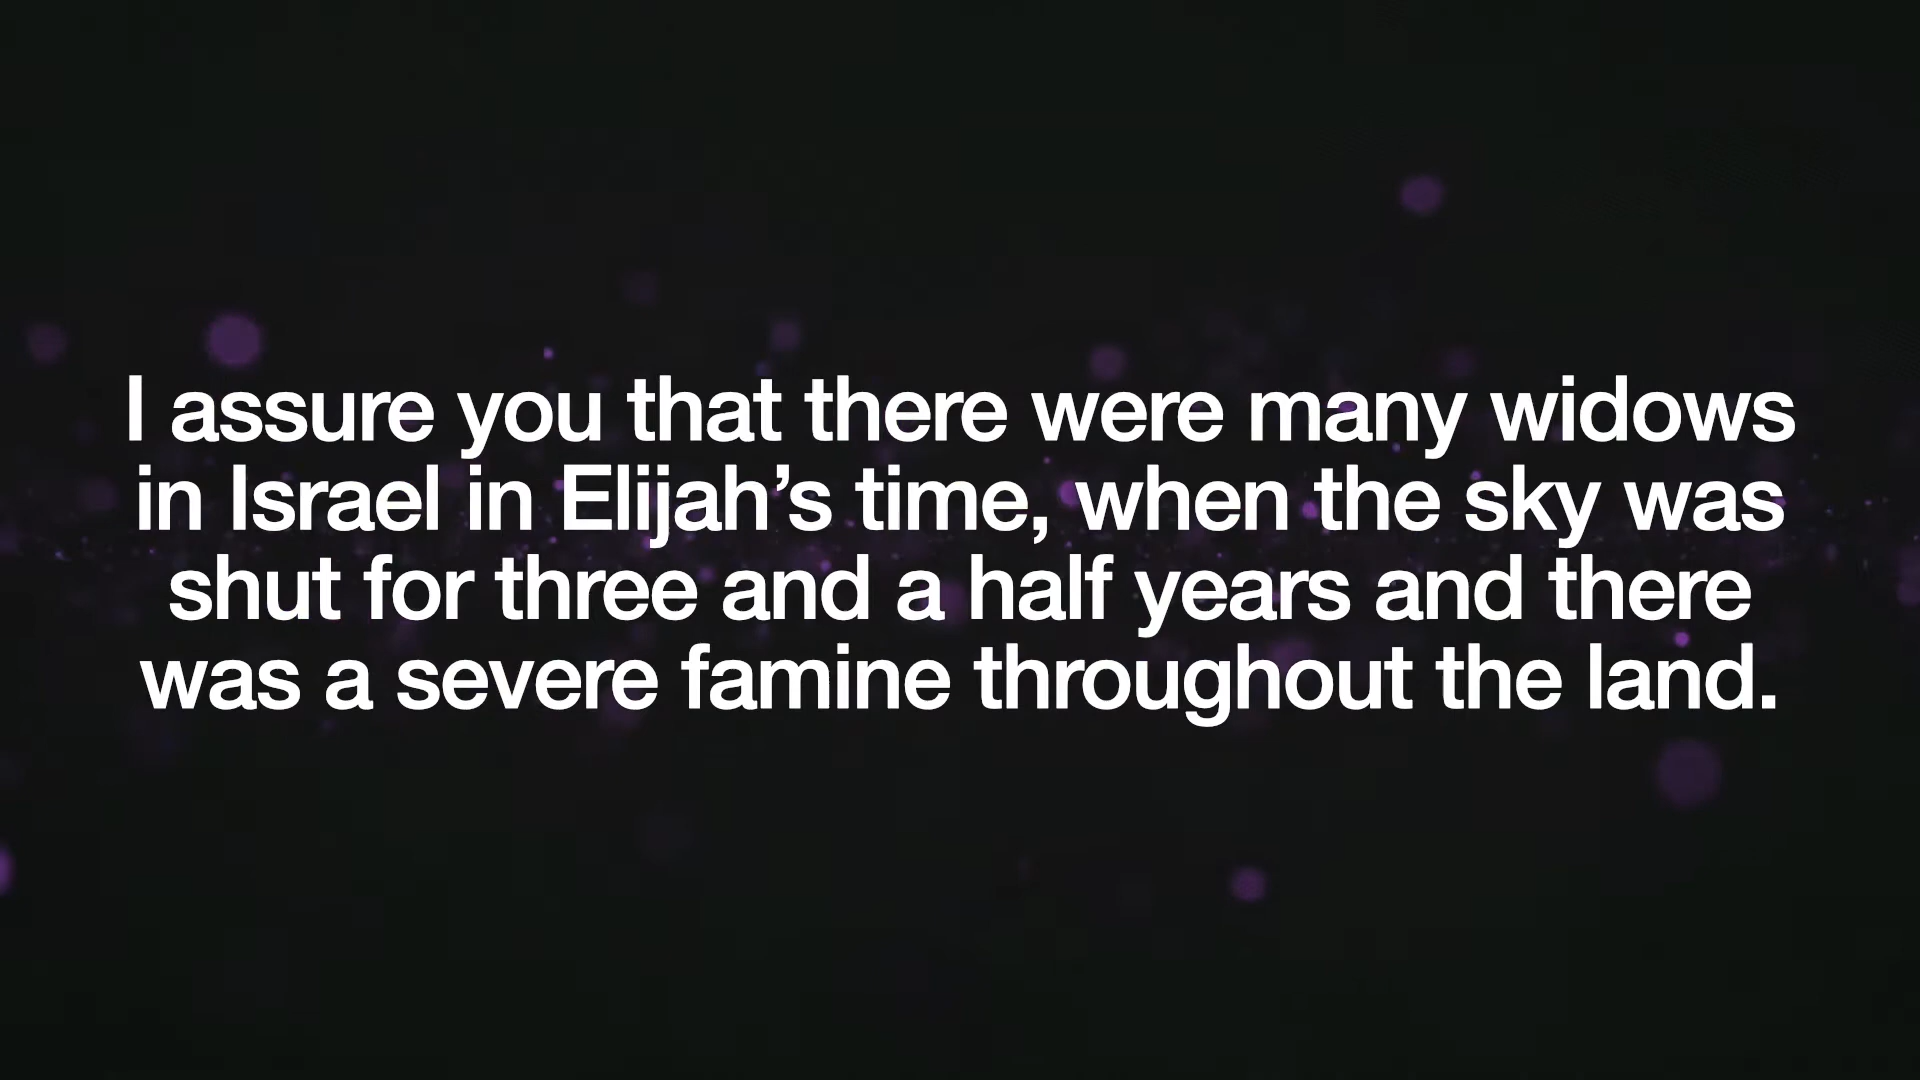 I assure you that there were many widows
in Israel in Elijah’s time, when the sky was
shut for three and a half years and there
was a severe famine throughout the land.